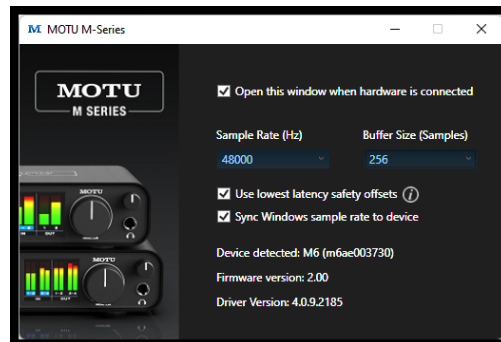 M MOTU M-Series
MOTU
M SERIES
Open this window when hardware is connected
Sample Rate (Hz)
Buffer Size (Samples)
48000
256
Use lowest latency safety offsets i
Sync Windows sample rate to device
Device detected: M6 (m6ae003730)
Firmware version: 2.00
Driver Version: 4.0.9.2185
MOTU
MOTU